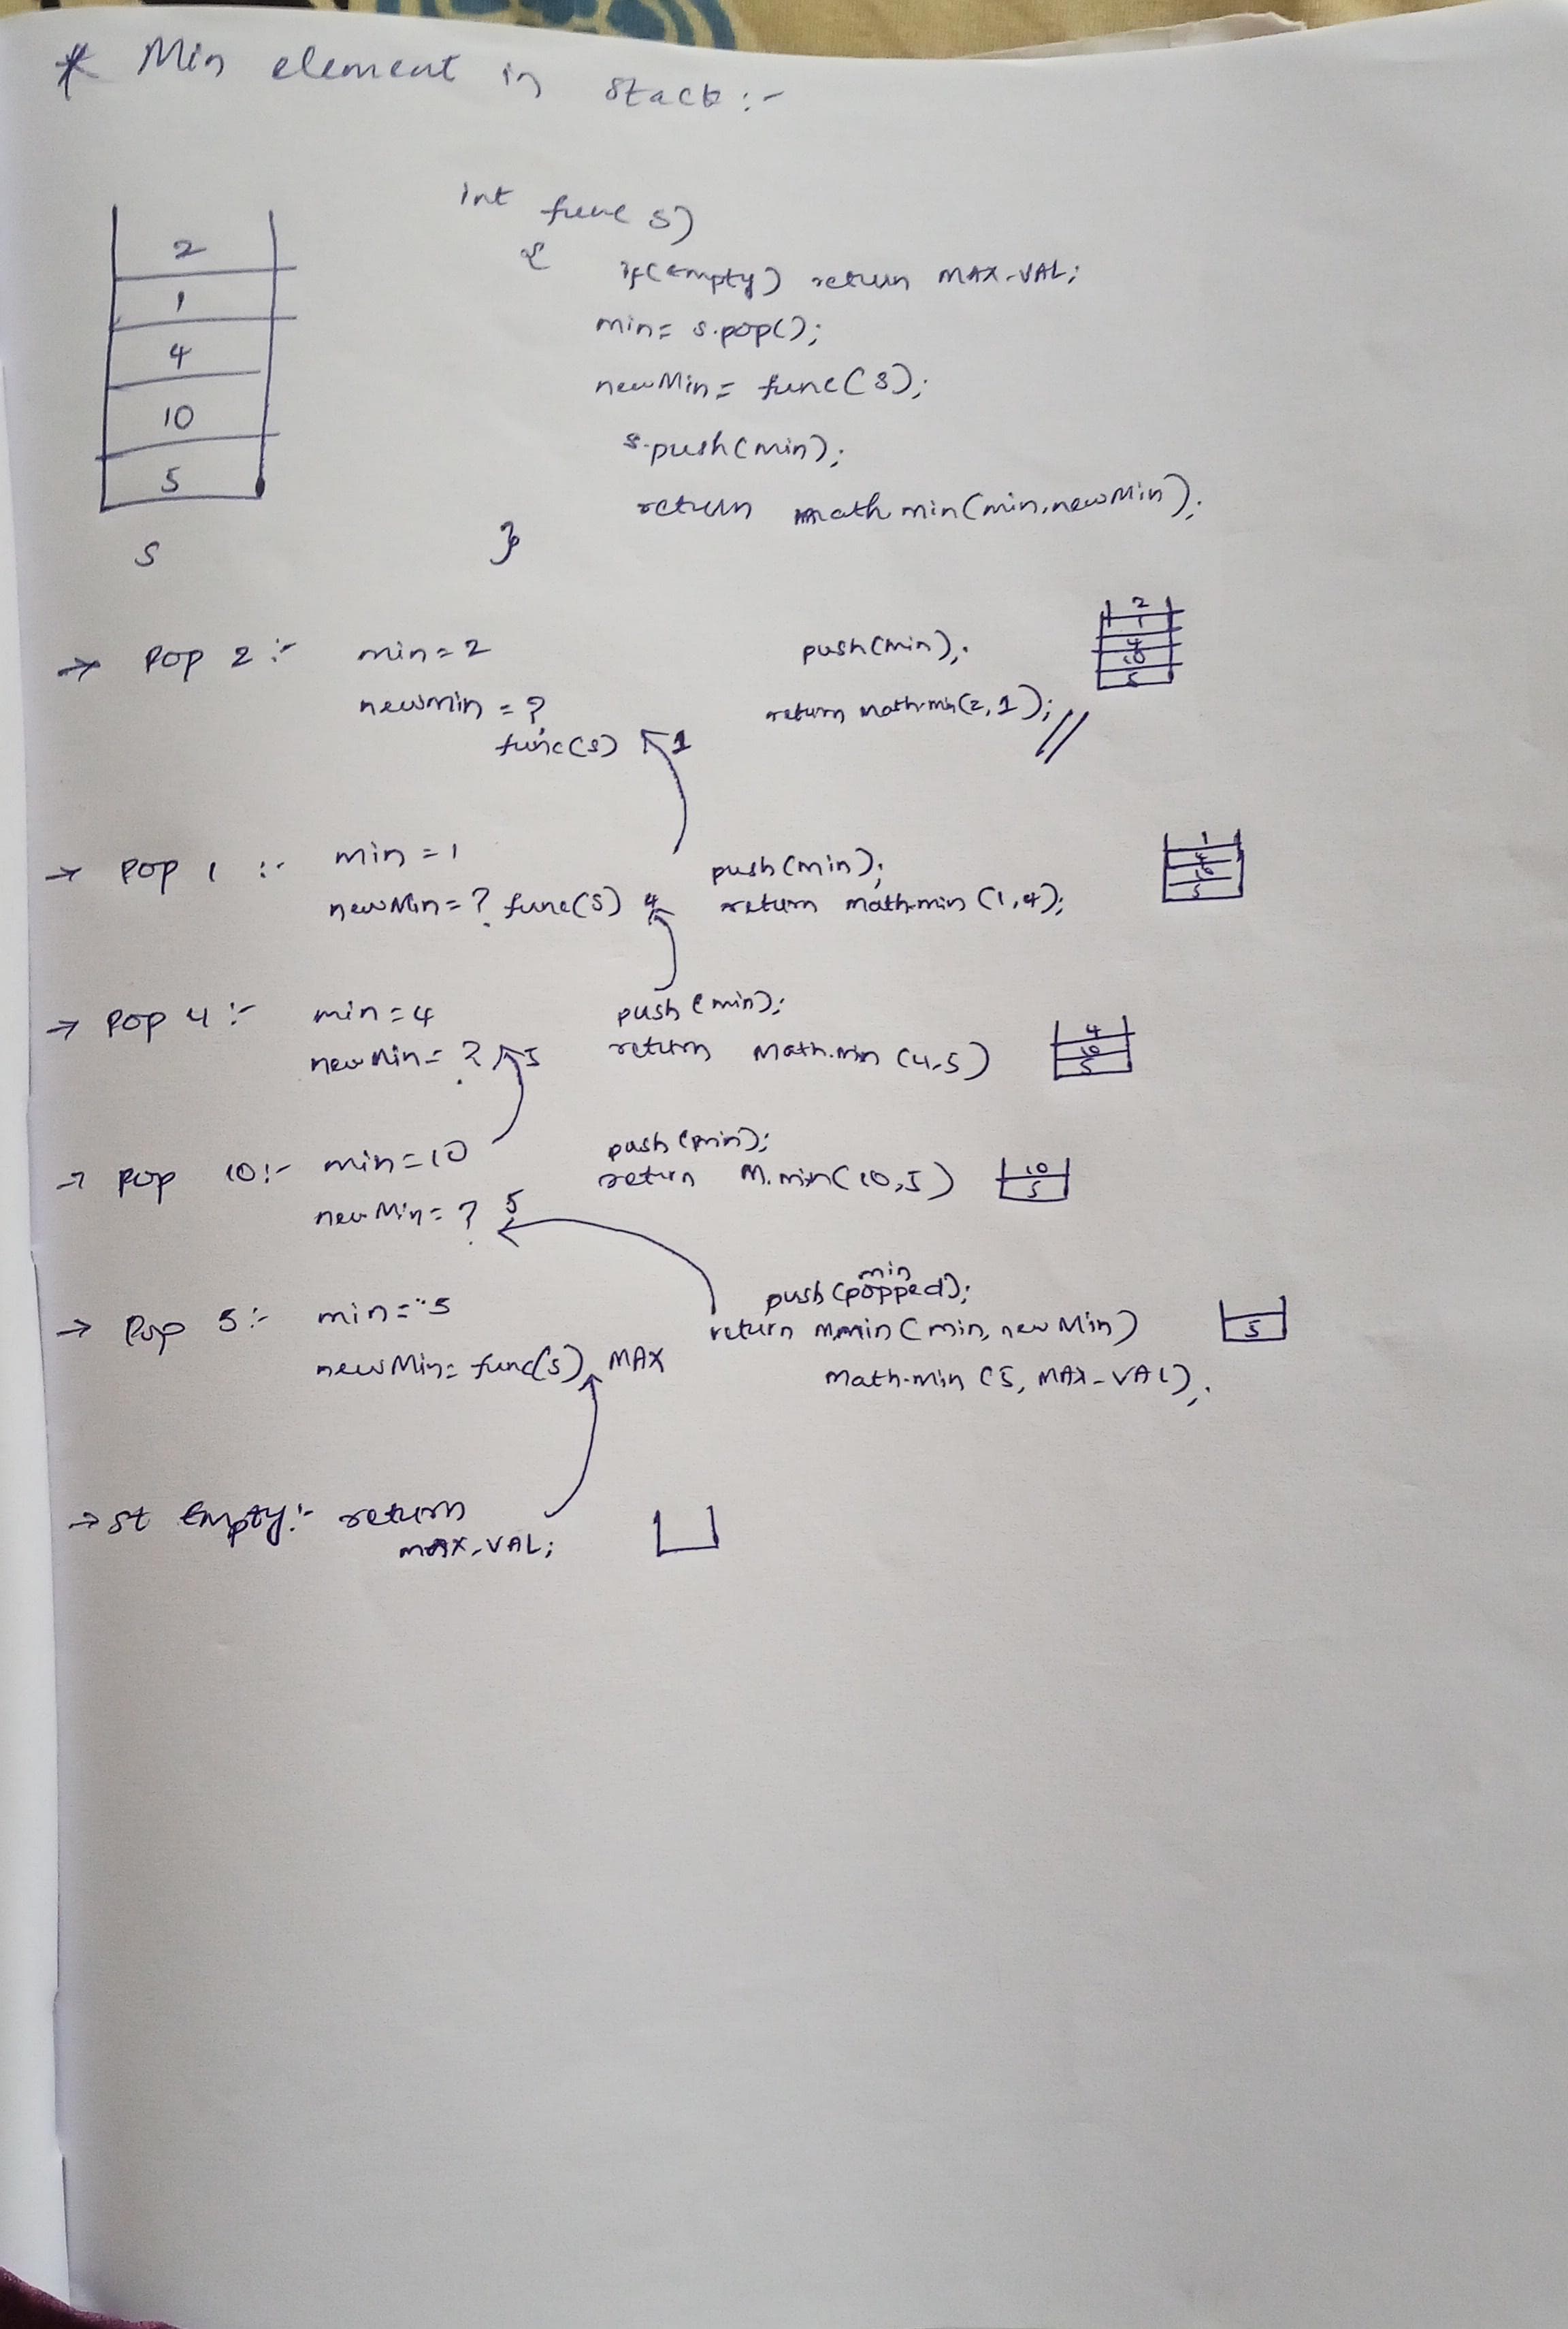 * Min element in stack :-
int func s)
{
2
if(empty) return MAX-VAL;
1
min= s.pop();
4
newMin= func(s);
10
s.push(min);
5
return math min(min,newMin);
S
}
→ Pop 2 :- min=2 push(min);
2
1
4
10
5
newmin = ? return math.min(2,1);
func(s) 1
→ Pop 1 :- min=1 push(min);
1
4
10
5
newMin=? func(s) 4 return math.min (1,4);
→ Pop 4 :- min=4 push(min);
4
10
5
newMin= ? 5 return Math.min (4,5)
→ Pop 10:- min=10 push(min);
10
5
newMin=? 5 return M.min(10,5)
min
→ Pop 5:- min=5 push(popped);
newMin= func(s) MAX return M.min(min, newMin)
5
Math.min (5, MAX-VAL);
→ st Empty:- return
MAX-VAL;